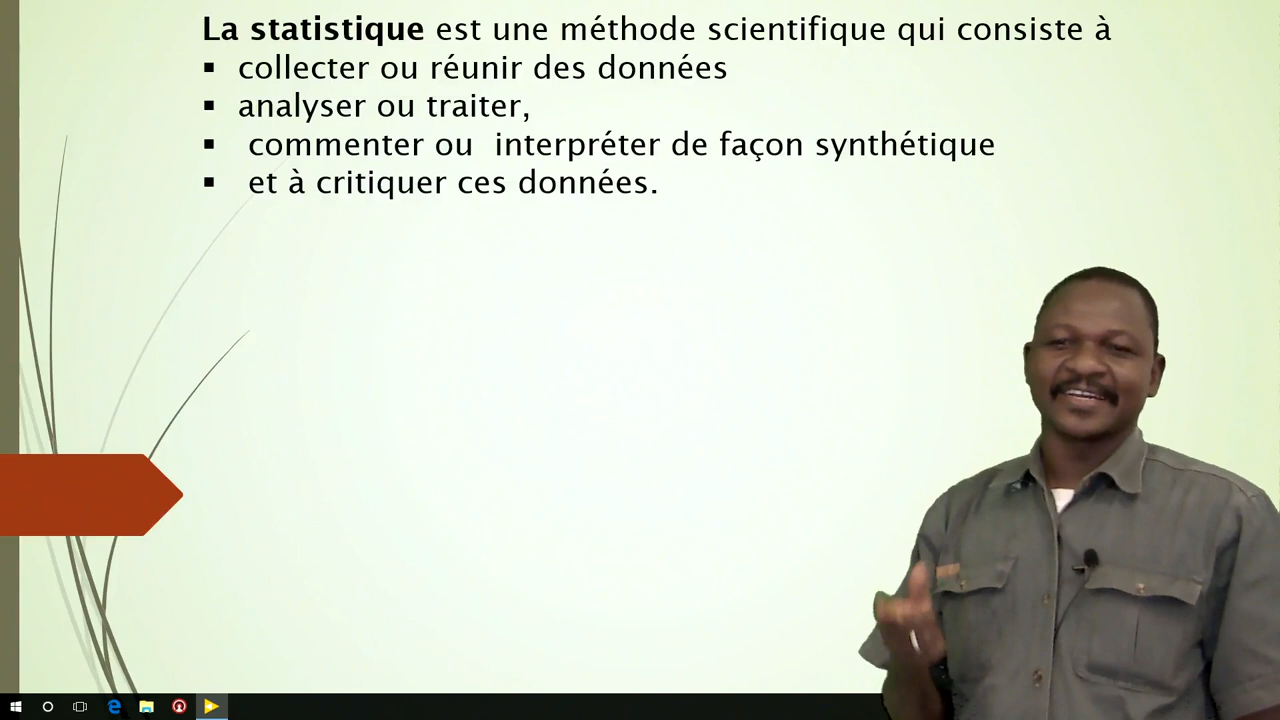 La statistique est une méthode scientifique qui consiste à
▪ collecter ou réunir des données
▪ analyser ou traiter,
▪ commenter ou interpréter de façon synthétique
▪ et à critiquer ces données.